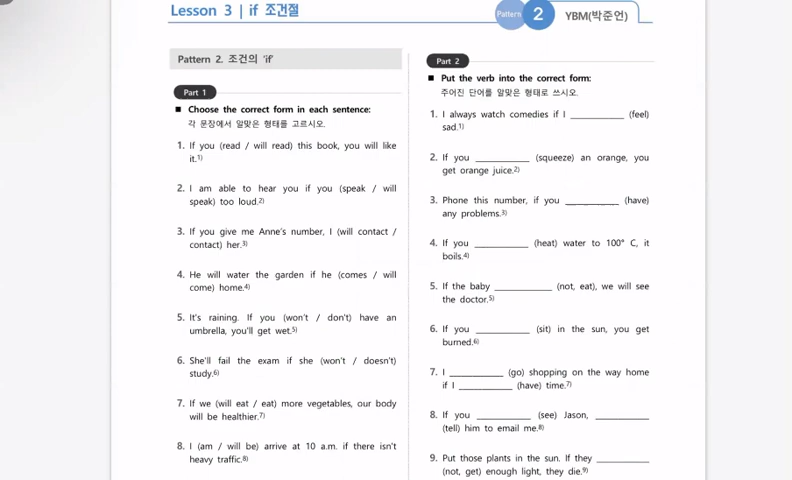 Lesson 3 | if 조건절
Pattern 2 YBM(박준언)
Pattern 2. 조건의 'if'
Part 1
■ Choose the correct form in each sentence:
각 문장에서 알맞은 형태를 고르시오.
1. If you (read / will read) this book, you will like
it.1)
2. I am able to hear you if you (speak / will
speak) too loud.2)
3. If you give me Anne's number, I (will contact /
contact) her.3)
4. He will water the garden if he (comes / will
come) home.4)
5. It's raining. If you (won't / don't) have an
umbrella, you'll get wet.5)
6. She'll fail the exam if she (won't / doesn't)
study.6)
7. If we (will eat / eat) more vegetables, our body
will be healthier.7)
8. I (am / will be) arrive at 10 a.m. if there isn't
heavy traffic.8)
Part 2
■ Put the verb into the correct form:
주어진 단어를 알맞은 형태로 쓰시오.
1. I always watch comedies if I __________ (feel)
sad.1)
2. If you __________ (squeeze) an orange, you
get orange juice.2)
3. Phone this number, if you __________ (have)
any problems.3)
4. If you __________ (heat) water to 100° C, it
boils.4)
5. If the baby __________ (not, eat), we will see
the doctor.5)
6. If you __________ (sit) in the sun, you get
burned.6)
7. I __________ (go) shopping on the way home
if I __________ (have) time.7)
8. If you __________ (see) Jason, __________
(tell) him to email me.8)
9. Put those plants in the sun. If they __________
(not, get) enough light, they die.9)